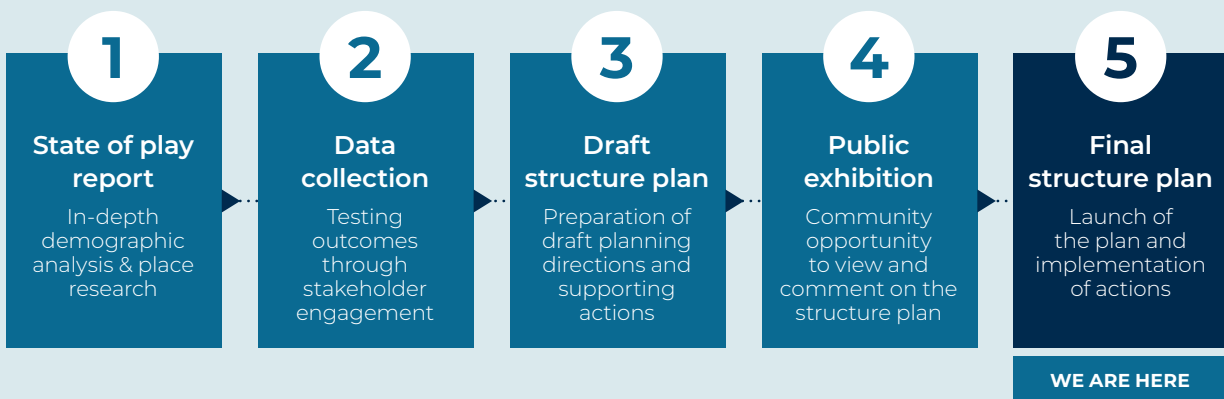 1
State of play
report
In-depth
demographic
analysis & place
research
2
Data
collection
Testing
outcomes
through
stakeholder
engagement
3
Draft
structure plan
Preparation of
draft planning
directions and
supporting
actions
4
Public
exhibition
Community
opportunity
to view and
comment on the
structure plan
5
Final
structure plan
Launch of
the plan and
implementation
of actions
WE ARE HERE